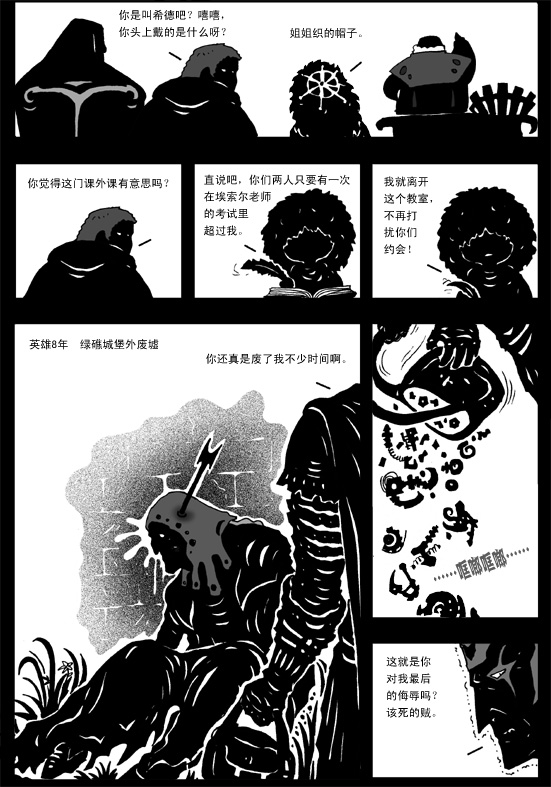 你是叫希德吧？嘻嘻，
你头上戴的是什么呀？
姐姐织的帽子。
你觉得这门课外课有意思吗？
直说吧，你们两人只要有一次
在埃索尔老师
的考试里
超过我。
我就离开
这个教室，
不再打
扰你们
约会！
英雄8年　绿礁城堡外废墟
你还真是废了我不少时间啊。
……哐啷哐啷……
这就是你
对我最后
的侮辱吗？
该死的贼。